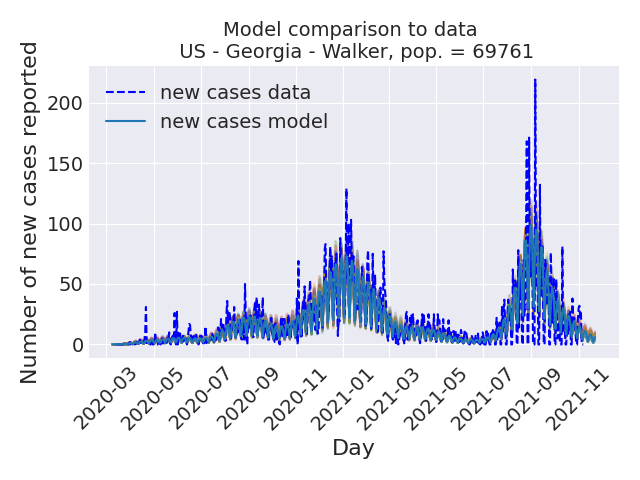 Model comparison to data
US - Georgia - Walker, pop. = 69761
Number of new cases reported
200
150
100
50
0
new cases data
new cases model
2020-03
2020-05
2020-07
2020-09
2020-11
2021-01
2021-03
2021-05
2021-07
2021-09
2021-11
Day